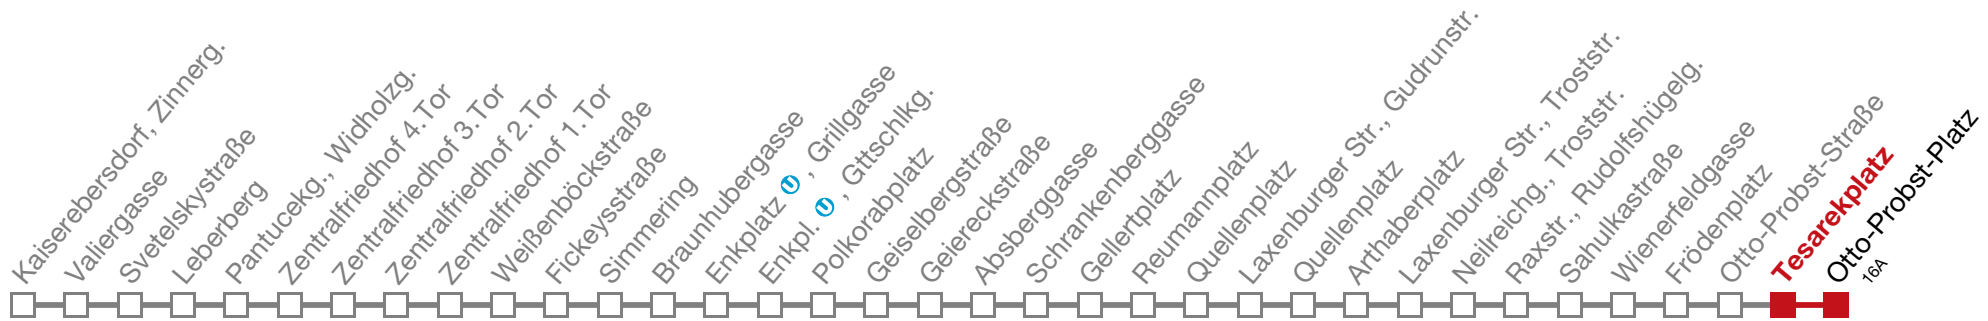 Kaiserebersdorf, Zinnerg.
Valiergasse
Svetelskystraße
Leberberg
Pantucekg., Widholzg.
Zentralfriedhof 4.Tor
Zentralfriedhof 3.Tor
Zentralfriedhof 2.Tor
Zentralfriedhof 1.Tor
Weißenböckstraße
Fickeysstraße
Simmering
Braunhubergasse
Enkplatz U, Grillgasse
Enkpl. U, Gttschlkg.
Polkorabplatz
Geiselbergstraße
Geiereckstraße
Absberggasse
Schrankenberggasse
Gellertplatz
Reumannplatz
Quellenplatz
Laxenburger Str., Gudrunstr.
Quellenplatz
Arthaberplatz
Laxenburger Str., Troststr.
Neilreichg., Troststr.
Raxstr., Rudolfshügelg.
Sahulkastraße
Wienerfeldgasse
Frödenplatz
Otto-Probst-Straße
Tesarekplatz
Otto-Probst-Platz
16A